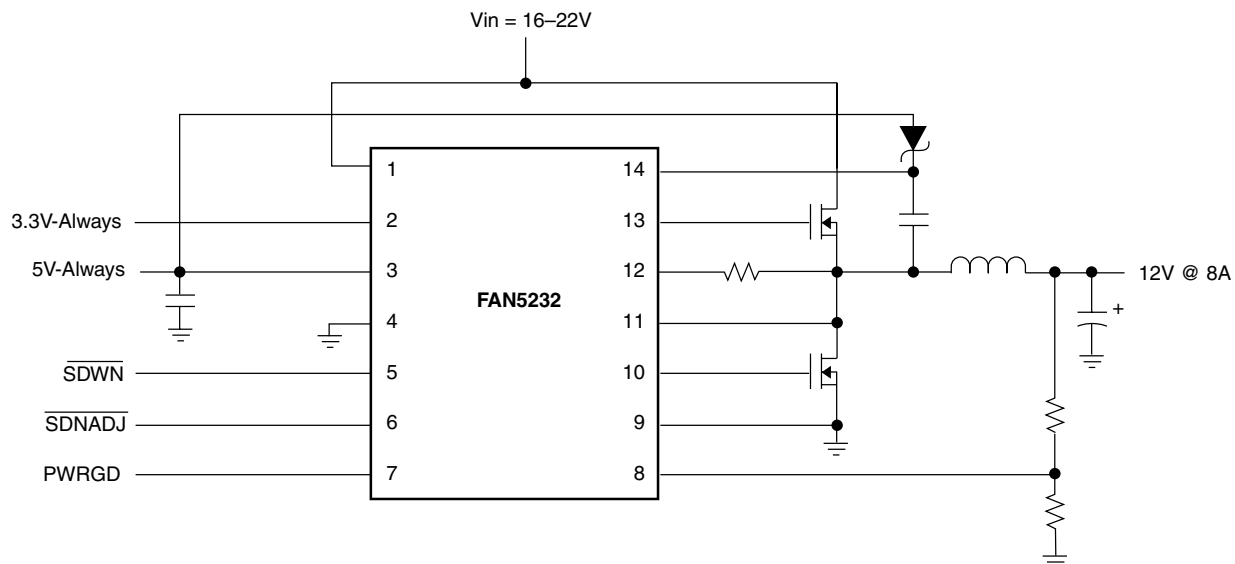 Vin = 16–22V
1
14
3.3V-Always
2
13
5V-Always
3
12
12V @ 8A
FAN5232
+
4
11
SDWN
5
10
SDNADJ
6
9
PWRGD
7
8